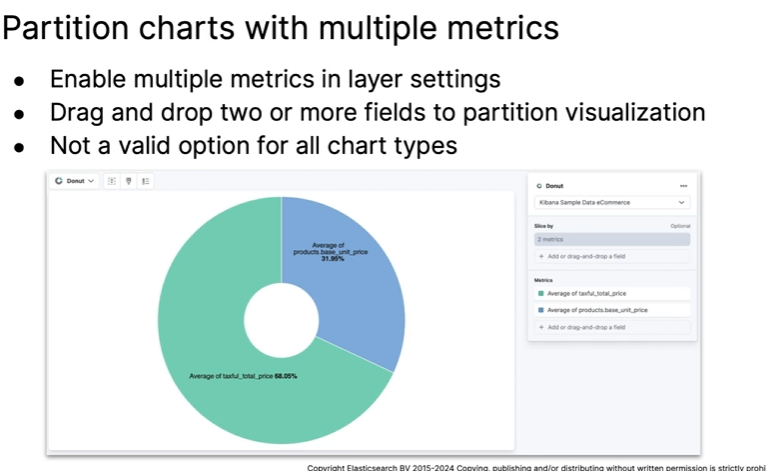 Partition charts with multiple metrics
• Enable multiple metrics in layer settings
• Drag and drop two or more fields to partition visualization
• Not a valid option for all chart types
Donut
Average of
products.base_unit_price
31.95%
Average of taxful_total_price 68.05%
Donut
Kibana Sample Data eCommerce
Slice by Optional
2 metrics
+ Add or drag-and-drop a field
Metrics
Average of taxful_total_price
Average of products.base_unit_price
+ Add or drag-and-drop a field
Copyright Elasticsearch BV 2015-2024 Copying, publishing and/or distributing without written permission is strictly